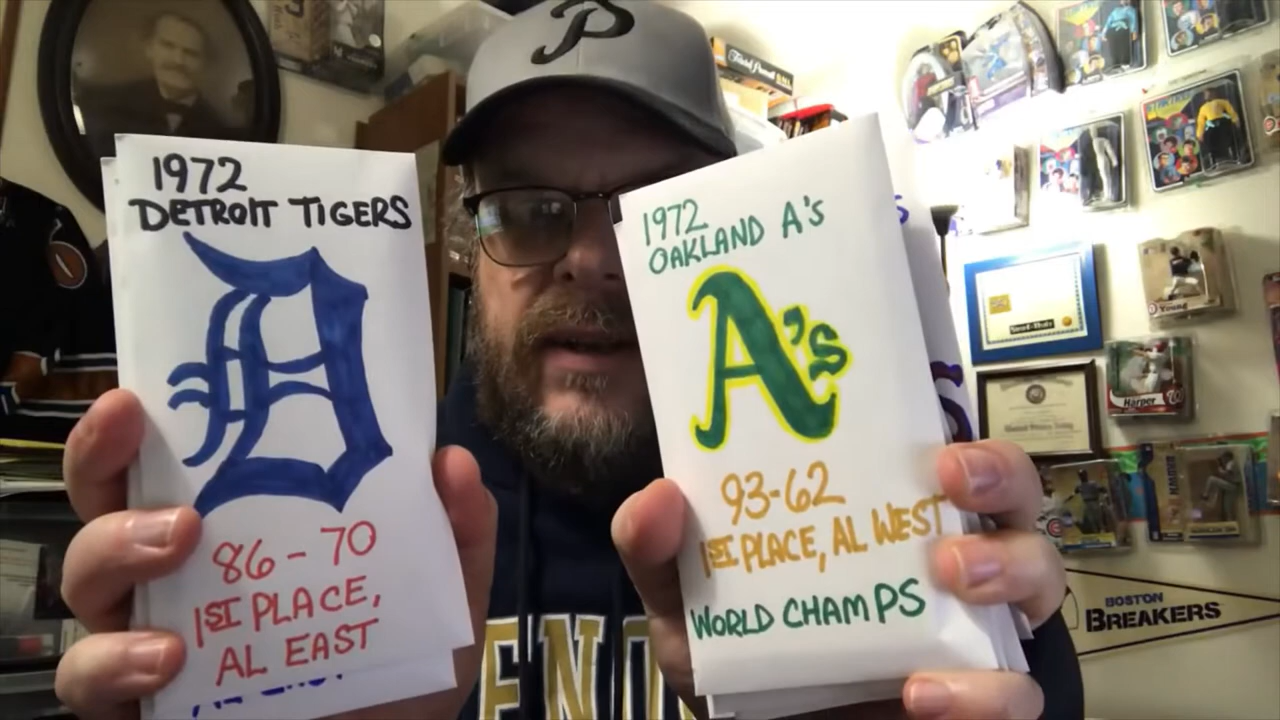 P
1972
DETROIT TIGERS
D
86-70
1ST PLACE,
AL EAST
1972
OAKLAND A's
A's
93-62
1ST PLACE, AL WEST
WORLD CHAMPS
Young
Harper
BOSTON
BREAKERS